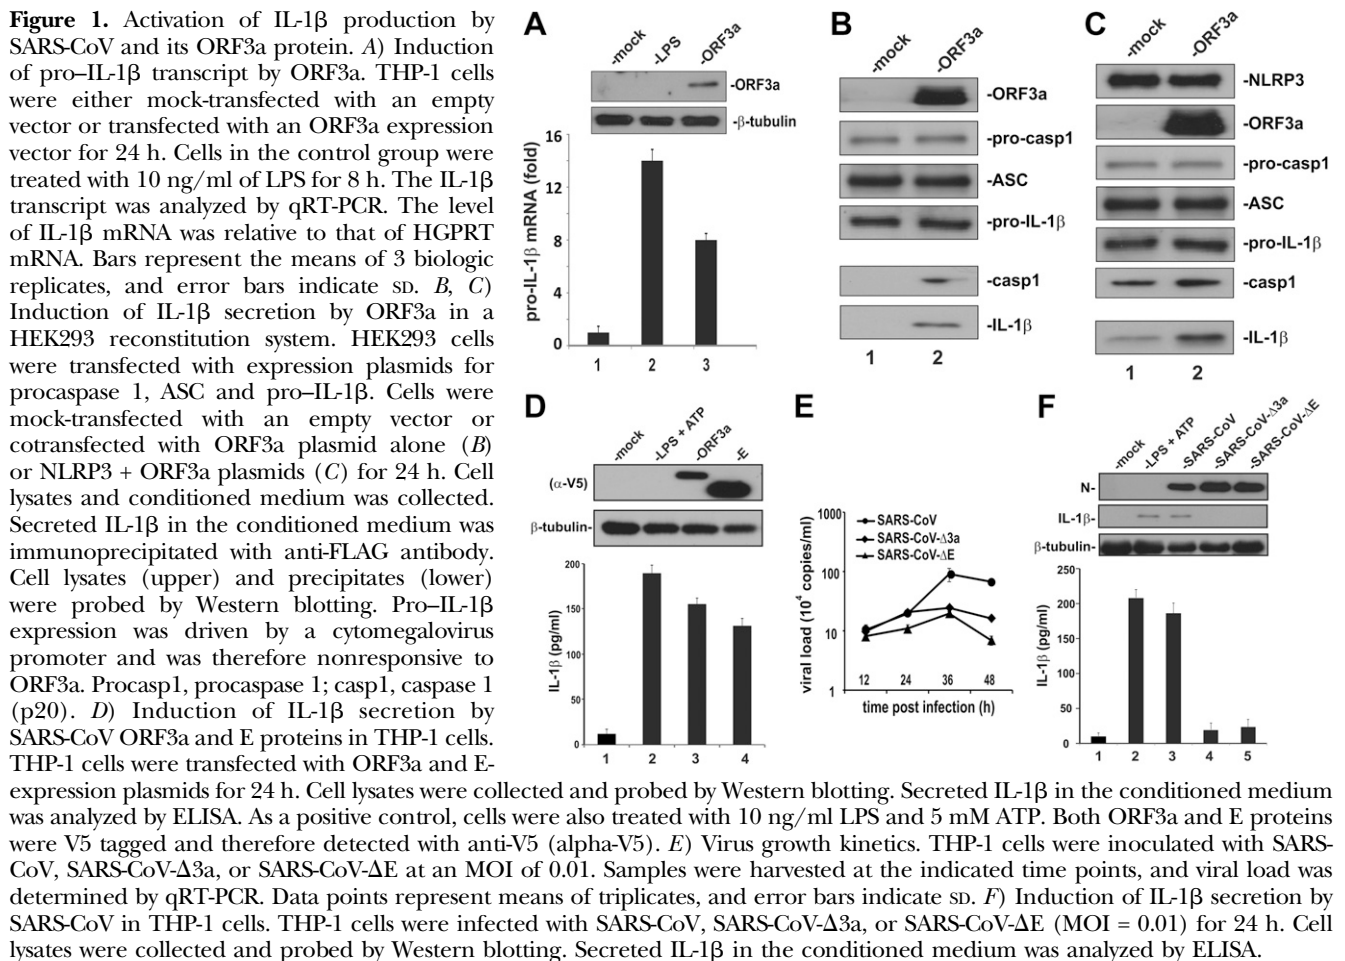 Figure 1. Activation of IL-1β production by
SARS-CoV and its ORF3a protein. A) Induction
of pro–IL-1β transcript by ORF3a. THP-1 cells
were either mock-transfected with an empty
vector or transfected with an ORF3a expression
vector for 24 h. Cells in the control group were
treated with 10 ng/ml of LPS for 8 h. The IL-1β
transcript was analyzed by qRT-PCR. The level
of IL-1β mRNA was relative to that of HGPRT
mRNA. Bars represent the means of 3 biologic
replicates, and error bars indicate SD. B, C)
Induction of IL-1β secretion by ORF3a in a
HEK293 reconstitution system. HEK293 cells
were transfected with expression plasmids for
procaspase 1, ASC and pro–IL-1β. Cells were
mock-transfected with an empty vector or
cotransfected with ORF3a plasmid alone (B)
or NLRP3 + ORF3a plasmids (C) for 24 h. Cell
lysates and conditioned medium was collected.
Secreted IL-1β in the conditioned medium was
immunoprecipitated with anti-FLAG antibody.
Cell lysates (upper) and precipitates (lower)
were probed by Western blotting. Pro–IL-1β
expression was driven by a cytomegalovirus
promoter and was therefore nonresponsive to
ORF3a. Procasp1, procaspase 1; casp1, caspase 1
(p20). D) Induction of IL-1β secretion by
SARS-CoV ORF3a and E proteins in THP-1 cells.
THP-1 cells were transfected with ORF3a and E-
expression plasmids for 24 h. Cell lysates were collected and probed by Western blotting. Secreted IL-1β in the conditioned medium
was analyzed by ELISA. As a positive control, cells were also treated with 10 ng/ml LPS and 5 mM ATP. Both ORF3a and E proteins
were V5 tagged and therefore detected with anti-V5 (alpha-V5). E) Virus growth kinetics. THP-1 cells were inoculated with SARS-
CoV, SARS-CoV-Δ3a, or SARS-CoV-ΔE at an MOI of 0.01. Samples were harvested at the indicated time points, and viral load was
determined by qRT-PCR. Data points represent means of triplicates, and error bars indicate SD. F) Induction of IL-1β secretion by
SARS-CoV in THP-1 cells. THP-1 cells were infected with SARS-CoV, SARS-CoV-Δ3a, or SARS-CoV-ΔE (MOI = 0.01) for 24 h. Cell
lysates were collected and probed by Western blotting. Secreted IL-1β in the conditioned medium was analyzed by ELISA.
A
-mock
-LPS
-ORF3a
-ORF3a
-β-tubulin
pro-IL-1β mRNA (fold)
16
12
8
4
0
1 2 3
B
-mock
-ORF3a
-ORF3a
-pro-casp1
-ASC
-pro-IL-1β
-casp1
-IL-1β
1 2
C
-mock
-ORF3a
-NLRP3
-ORF3a
-pro-casp1
-ASC
-pro-IL-1β
-casp1
-IL-1β
1 2
D
-mock
-LPS + ATP
-ORF3a
-E
(α-V5)
β-tubulin-
IL-1β (pg/ml)
200
150
100
50
0
1 2 3 4
E
viral load (10⁴ copies/ml)
1000
100
10
1
SARS-CoV
SARS-CoV-Δ3a
SARS-CoV-ΔE
12 24 36 48
time post infection (h)
F
-mock
-LPS + ATP
-SARS-CoV
-SARS-CoV-Δ3a
-SARS-CoV-ΔE
N-
IL-1β-
β-tubulin-
IL-1β (pg/ml)
250
200
150
100
50
0
1 2 3 4 5